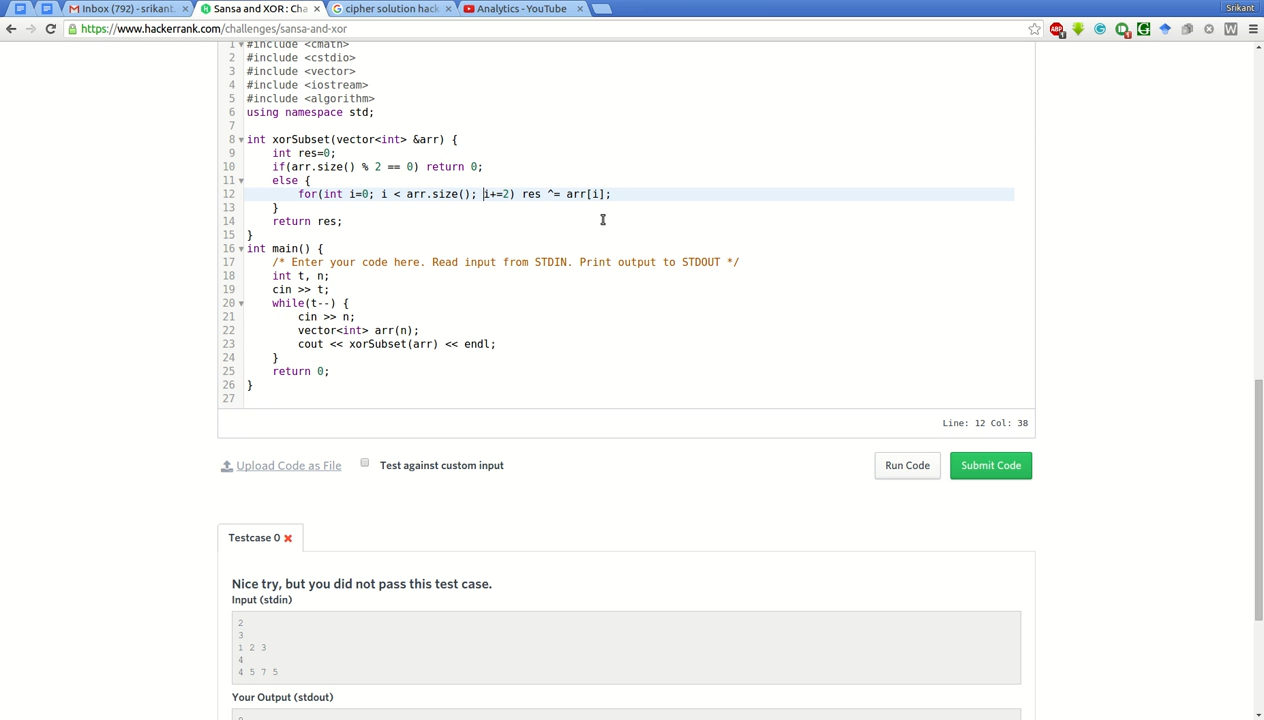 Inbox (792) - srikant
Sansa and XOR : Cha
cipher solution hack
Analytics - YouTube
Srikant
https://www.hackerrank.com/challenges/sansa-and-xor
1 #include <cmath>
2 #include <cstdio>
3 #include <vector>
4 #include <iostream>
5 #include <algorithm>
6 using namespace std;
7
8 int xorSubset(vector<int> &arr) {
9     int res=0;
10     if(arr.size() % 2 == 0) return 0;
11     else {
12         for(int i=0; i < arr.size(); i+=2) res ^= arr[i];
13     }
14     return res;
15 }
16 int main() {
17     /* Enter your code here. Read input from STDIN. Print output to STDOUT */
18     int t, n;
19     cin >> t;
20     while(t--) {
21         cin >> n;
22         vector<int> arr(n);
23         cout << xorSubset(arr) << endl;
24     }
25     return 0;
26 }
27
Line: 12 Col: 38
Upload Code as File
Test against custom input
Run Code
Submit Code
Testcase 0
Nice try, but you did not pass this test case.
Input (stdin)
2
3
1 2 3
4
4 5 7 5
Your Output (stdout)